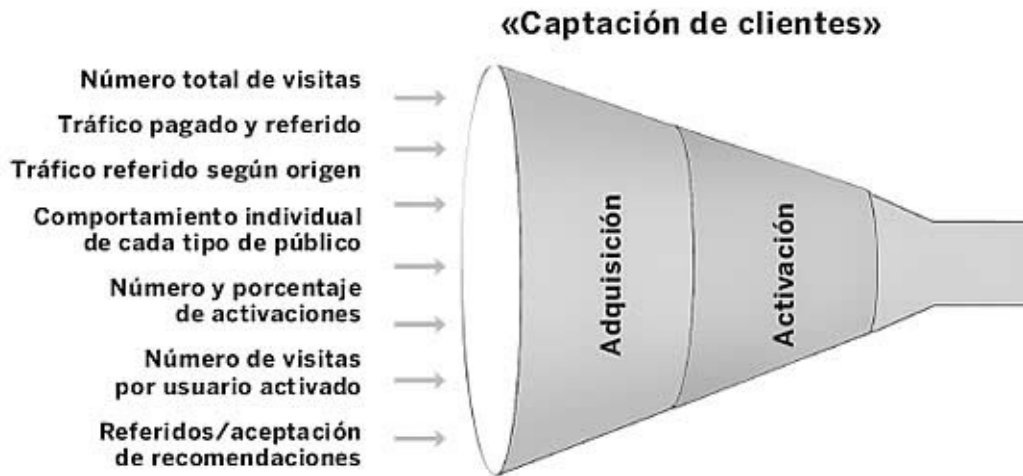 «Captación de clientes»
Número total de visitas
Tráfico pagado y referido
Tráfico referido según origen
Comportamiento individual
de cada tipo de público
Número y porcentaje
de activaciones
Número de visitas
por usuario activado
Referidos/aceptación
de recomendaciones
Adquisición
Activación